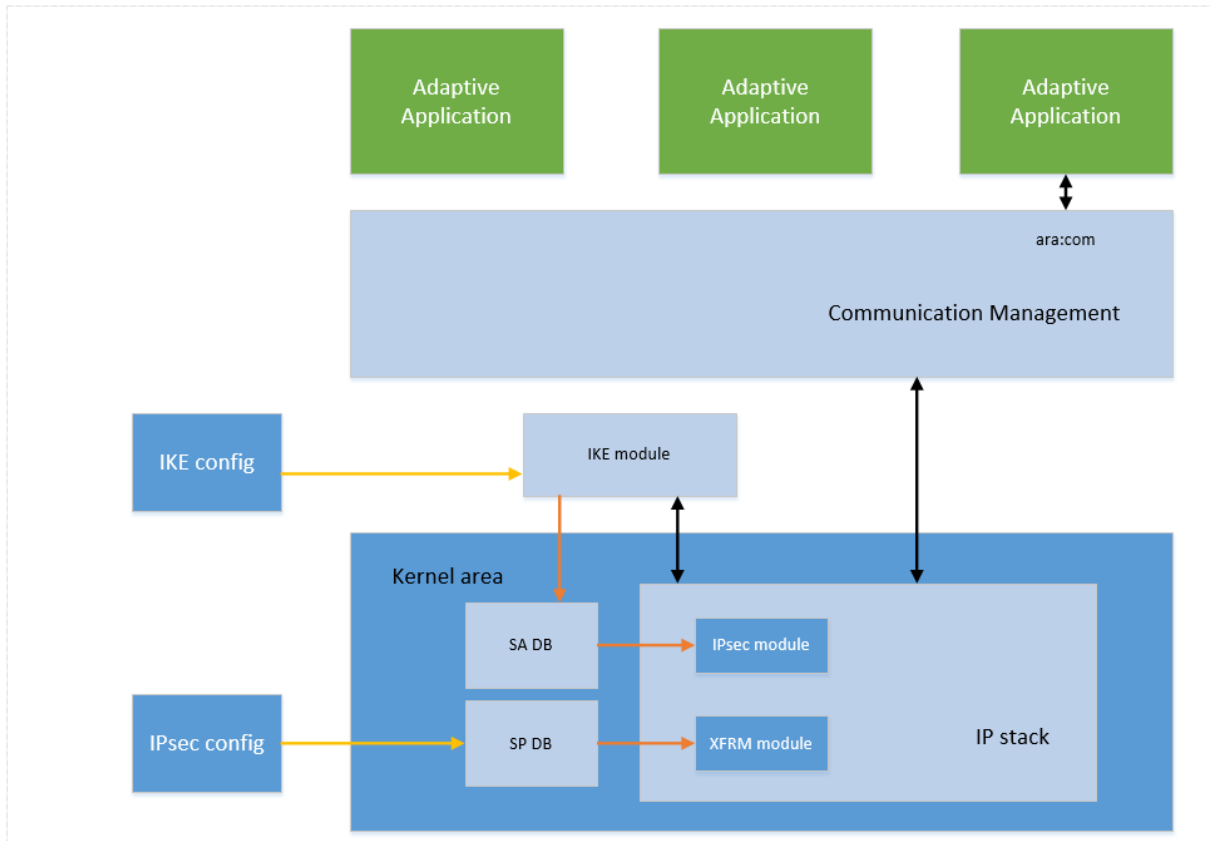 Adaptive
Application
Adaptive
Application
Adaptive
Application
ara:com
Communication Management
IKE config
IKE module
Kernel area
SA DB
IPsec module
IPsec config
SP DB
XFRM module
IP stack